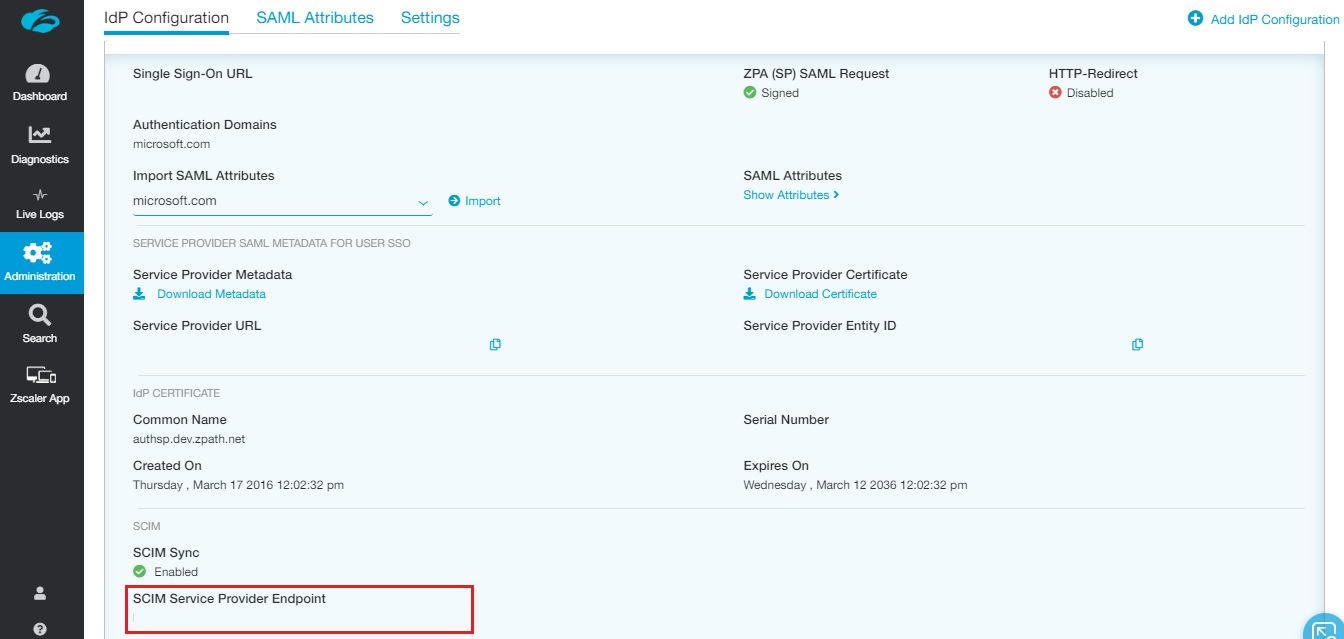 IdP Configuration
SAML Attributes
Settings
Add IdP Configuration
Dashboard
Diagnostics
Live Logs
Administration
Search
Zscaler App
Single Sign-On URL
ZPA (SP) SAML Request
HTTP-Redirect
Signed
Disabled
Authentication Domains
microsoft.com
Import SAML Attributes
SAML Attributes
microsoft.com
Import
Show Attributes
SERVICE PROVIDER SAML METADATA FOR USER SSO
Service Provider Metadata
Service Provider Certificate
Download Metadata
Download Certificate
Service Provider URL
Service Provider Entity ID
IdP CERTIFICATE
Common Name
Serial Number
authsp.dev.zpath.net
Created On
Expires On
Thursday , March 17 2016 12:02:32 pm
Wednesday , March 12 2036 12:02:32 pm
SCIM
SCIM Sync
Enabled
SCIM Service Provider Endpoint